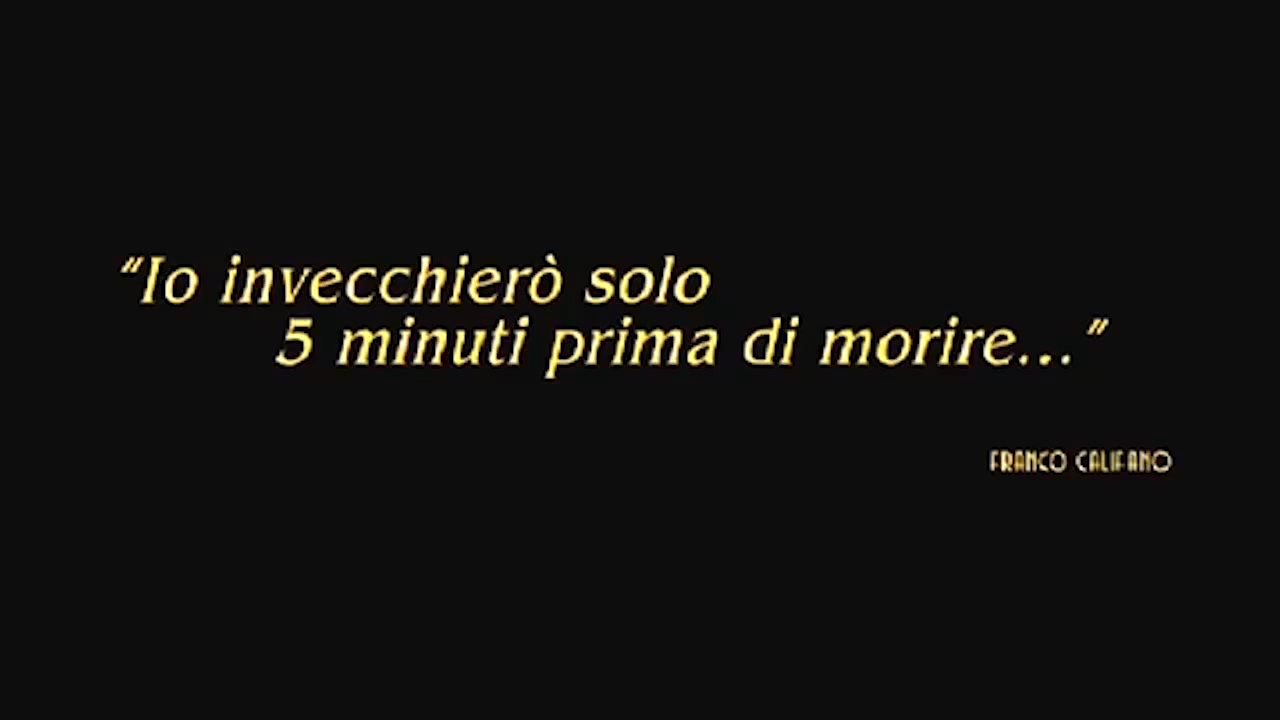 “Io invecchierò solo
5 minuti prima di morire...”
FRANCO CALIFANO